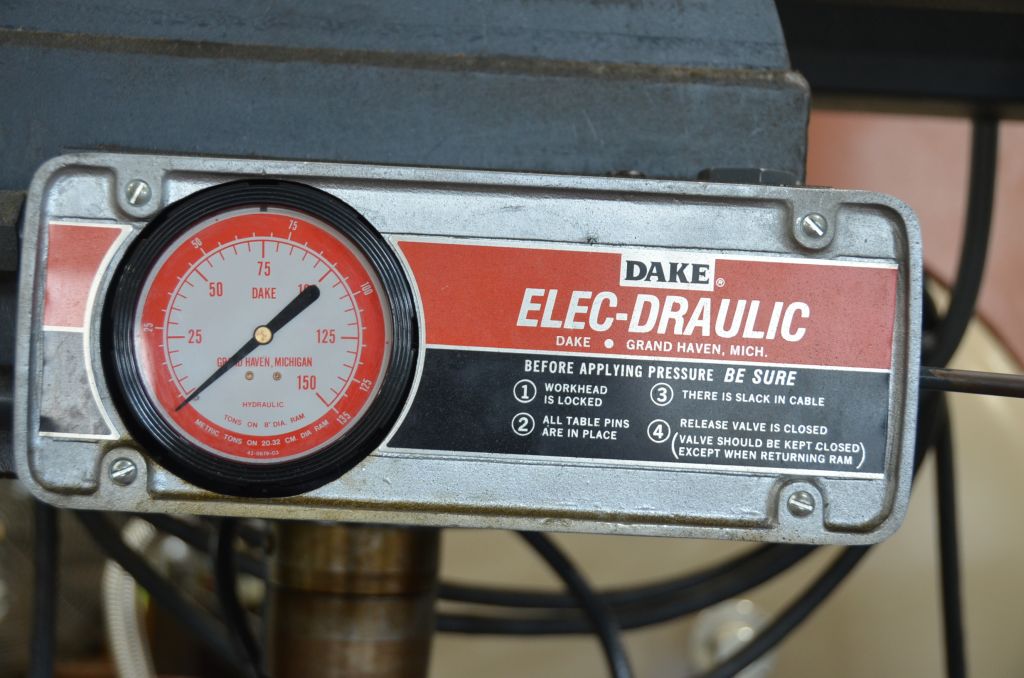 75
50
100
75
50
DAKE
25
25
125
GRAND HAVEN, MICHIGAN
150
125
135
HYDRAULIC
TONS ON 8" DIA. RAM
METRIC TONS ON 20.32 CM. DIA RAM
41-9679-03
DAKE®
ELEC-DRAULIC
DAKE • GRAND HAVEN, MICH.
BEFORE APPLYING PRESSURE BE SURE
1 WORKHEAD
IS LOCKED
2 ALL TABLE PINS
ARE IN PLACE
3 THERE IS SLACK IN CABLE
4 RELEASE VALVE IS CLOSED
(VALVE SHOULD BE KEPT CLOSED
EXCEPT WHEN RETURNING RAM)